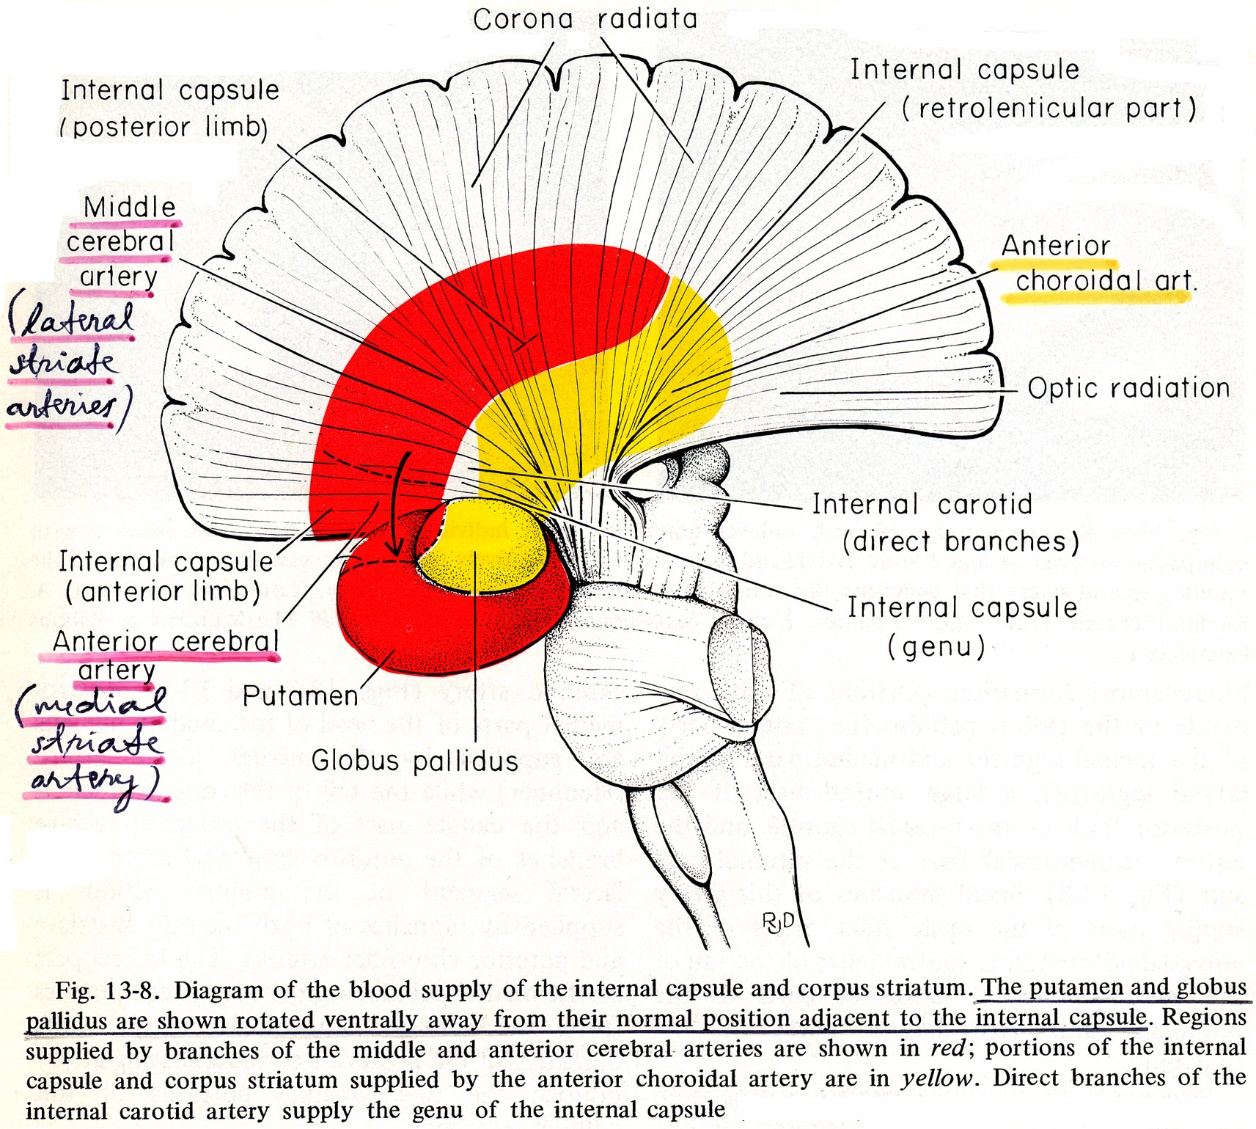 Corona radiata
Internal capsule
(posterior limb)
Internal capsule
(retrolenticular part)
Middle
cerebral
artery
(lateral
striate
arteries)
Anterior
choroidal art.
Optic radiation
Internal carotid
(direct branches)
Internal capsule
(anterior limb)
Internal capsule
(genu)
Anterior cerebral
artery
(medial
striate
artery)
Putamen
Globus pallidus
RJD
Fig. 13-8. Diagram of the blood supply of the internal capsule and corpus striatum. The putamen and globus
pallidus are shown rotated ventrally away from their normal position adjacent to the internal capsule. Regions
supplied by branches of the middle and anterior cerebral arteries are shown in red; portions of the internal
capsule and corpus striatum supplied by the anterior choroidal artery are in yellow. Direct branches of the
internal carotid artery supply the genu of the internal capsule